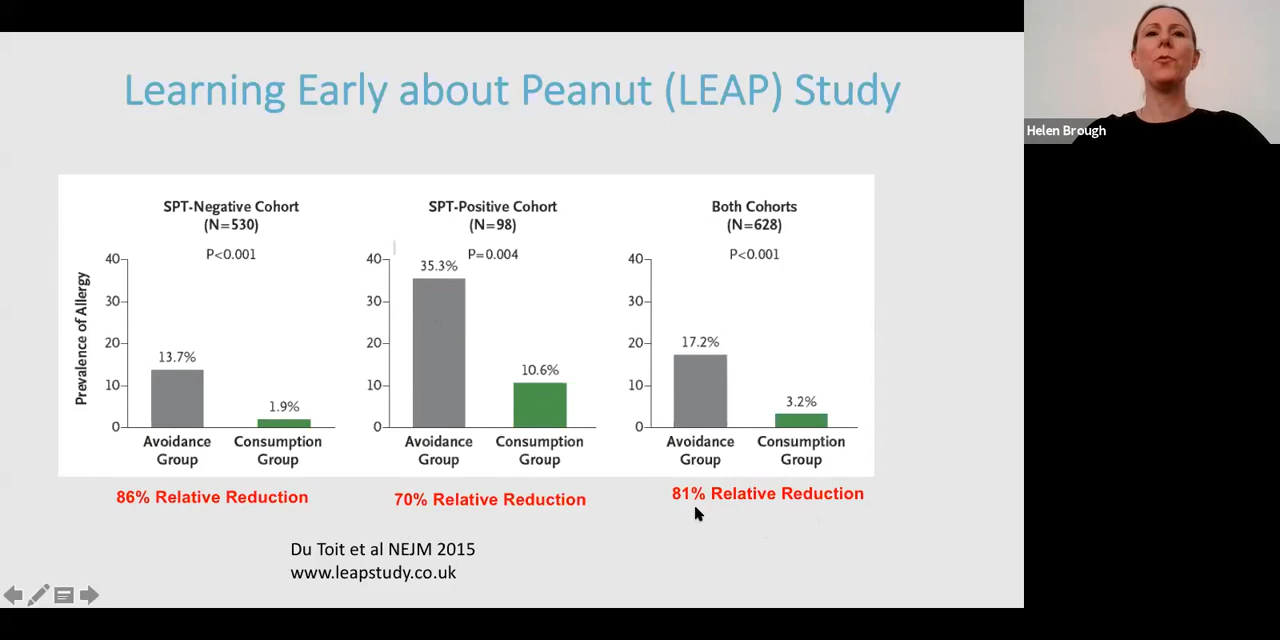 Learning Early about Peanut (LEAP) Study
Helen Brough
SPT-Negative Cohort
(N=530)
P<0.001
Prevalence of Allergy
40
30
20
10
0
13.7%
1.9%
Avoidance
Group
Consumption
Group
SPT-Positive Cohort
(N=98)
P=0.004
40
30
20
10
0
35.3%
10.6%
Avoidance
Group
Consumption
Group
Both Cohorts
(N=628)
P<0.001
40
30
20
10
0
17.2%
3.2%
Avoidance
Group
Consumption
Group
86% Relative Reduction
70% Relative Reduction
81% Relative Reduction
Du Toit et al NEJM 2015
www.leapstudy.co.uk